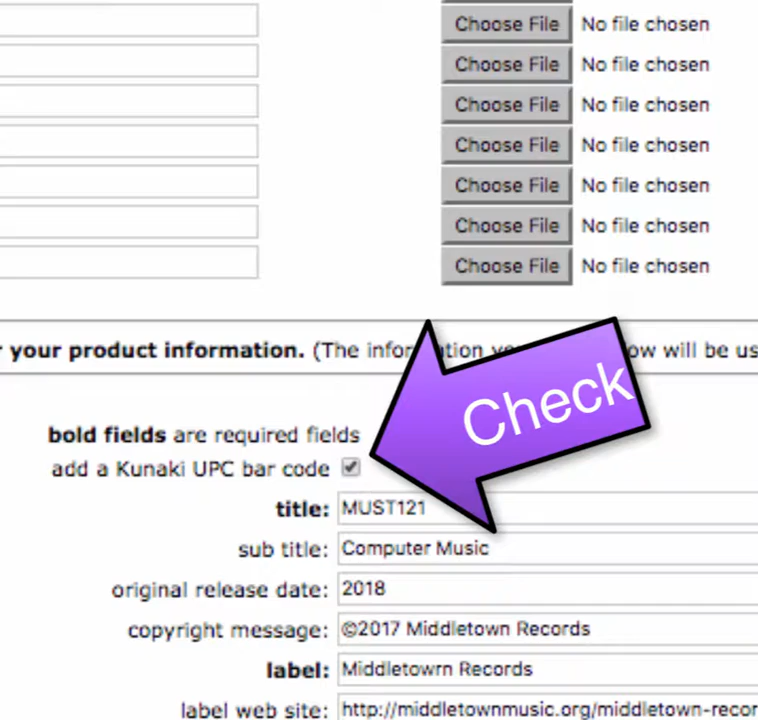 Choose File No file chosen
Choose File No file chosen
Choose File No file chosen
Choose File No file chosen
Choose File No file chosen
Choose File No file chosen
Choose File No file chosen
your product information. (The will be
Check
bold fields are required fields
add a Kunaki UPC bar code
title: MUST121
sub title: Computer Music
original release date: 2018
copyright message: ©2017 Middletown Records
label: Middletowrn Records
label web site: http://middletownmusic.org/middletown-recor